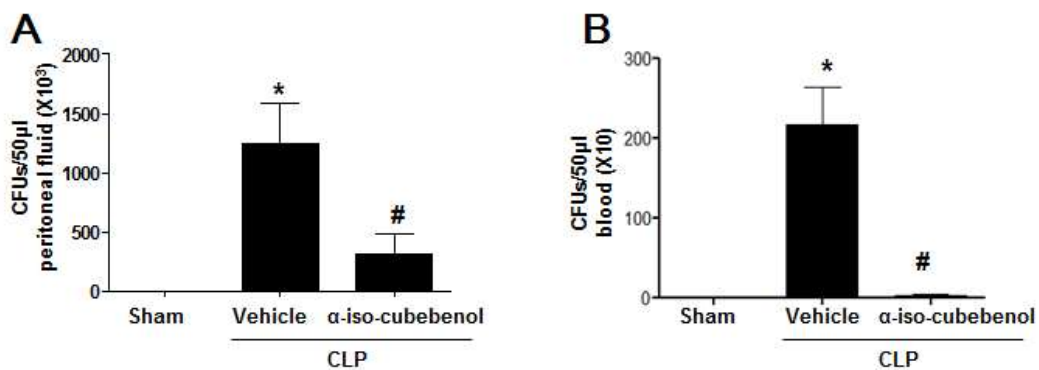 A
CFUs/50µl
peritoneal fluid (X10³)
2000
1500
1000
500
0
*
#
Sham
Vehicle
α-iso-cubebenol
CLP
B
CFUs/50µl
blood (X10)
300
200
100
0
*
#
Sham
Vehicle
α-iso-cubebenol
CLP